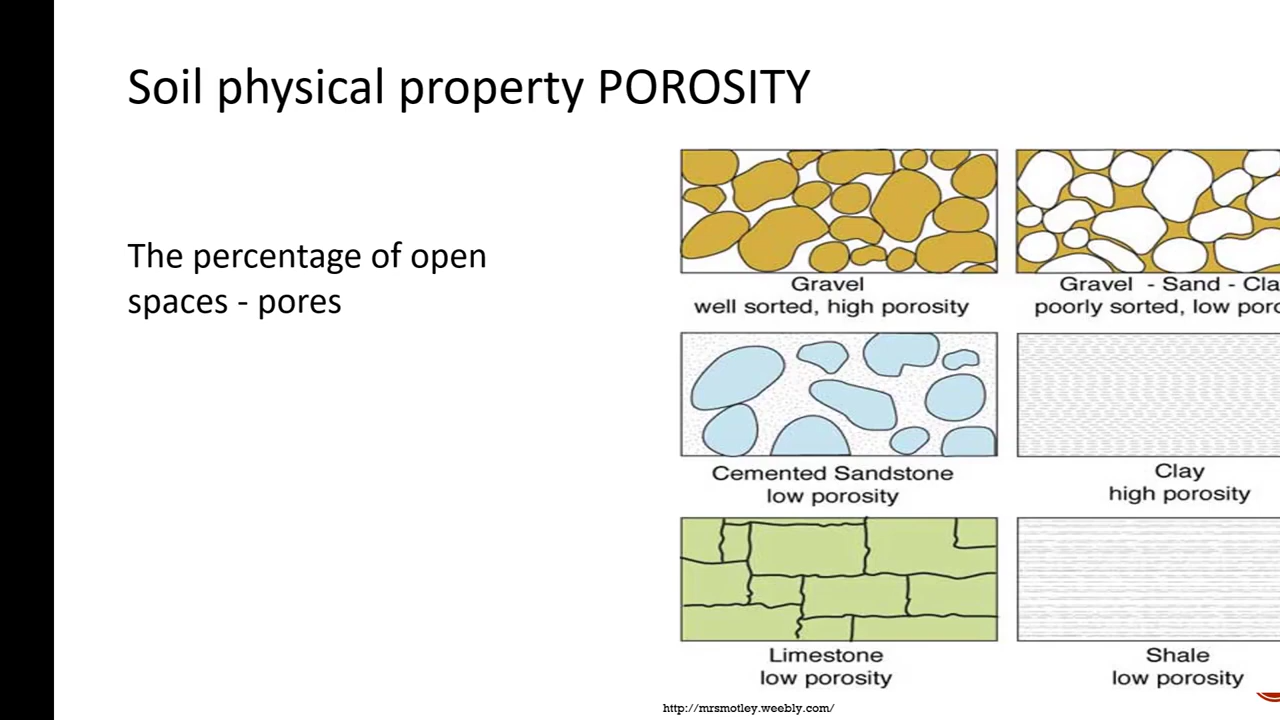 Soil physical property POROSITY
The percentage of open
spaces - pores
Gravel
well sorted, high porosity
Gravel - Sand - Cla
poorly sorted, low poro
Cemented Sandstone
low porosity
Clay
high porosity
Limestone
low porosity
Shale
low porosity
http://mrsmotley.weebly.com/